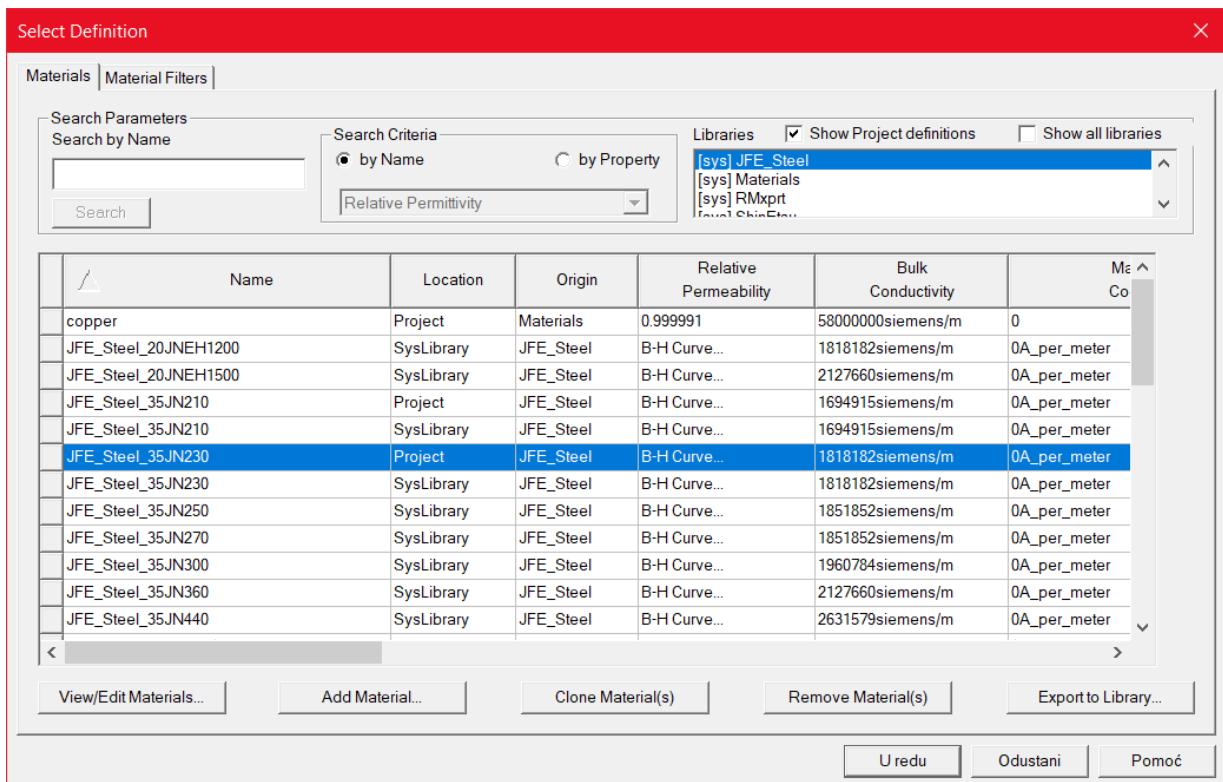 Select Definition
Materials
Material Filters
Search Parameters
Search by Name
Search
Search Criteria
by Name
by Property
Relative Permittivity
Libraries
Show Project definitions
Show all libraries
[sys] JFE_Steel
[sys] Materials
[sys] RMxprt
[sys] ShinEtsu
Name Location Origin Relative Permeability Bulk Conductivity Ma Co
copper Project Materials 0.999991 58000000siemens/m 0
JFE_Steel_20JNEH1200 SysLibrary JFE_Steel B-H Curve... 1818182siemens/m 0A_per_meter
JFE_Steel_20JNEH1500 SysLibrary JFE_Steel B-H Curve... 2127660siemens/m 0A_per_meter
JFE_Steel_35JN210 Project JFE_Steel B-H Curve... 1694915siemens/m 0A_per_meter
JFE_Steel_35JN210 SysLibrary JFE_Steel B-H Curve... 1694915siemens/m 0A_per_meter
JFE_Steel_35JN230 Project JFE_Steel B-H Curve... 1818182siemens/m 0A_per_meter
JFE_Steel_35JN230 SysLibrary JFE_Steel B-H Curve... 1818182siemens/m 0A_per_meter
JFE_Steel_35JN250 SysLibrary JFE_Steel B-H Curve... 1851852siemens/m 0A_per_meter
JFE_Steel_35JN270 SysLibrary JFE_Steel B-H Curve... 1851852siemens/m 0A_per_meter
JFE_Steel_35JN300 SysLibrary JFE_Steel B-H Curve... 1960784siemens/m 0A_per_meter
JFE_Steel_35JN360 SysLibrary JFE_Steel B-H Curve... 2127660siemens/m 0A_per_meter
JFE_Steel_35JN440 SysLibrary JFE_Steel B-H Curve... 2631579siemens/m 0A_per_meter
View/Edit Materials...
Add Material...
Clone Material(s)
Remove Material(s)
Export to Library...
U redu
Odustani
Pomoć